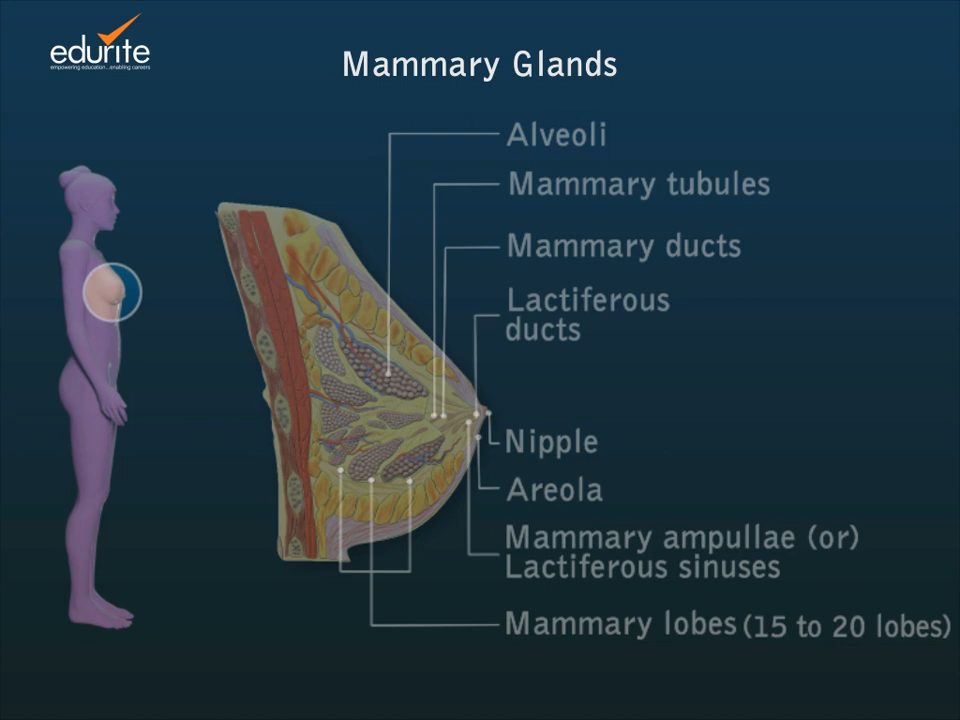 edurite
empowering education...enabling careers
Mammary Glands
Alveoli
Mammary tubules
Mammary ducts
Lactiferous
ducts
Nipple
Areola
Mammary ampullae (or)
Lactiferous sinuses
Mammary lobes (15 to 20 lobes)